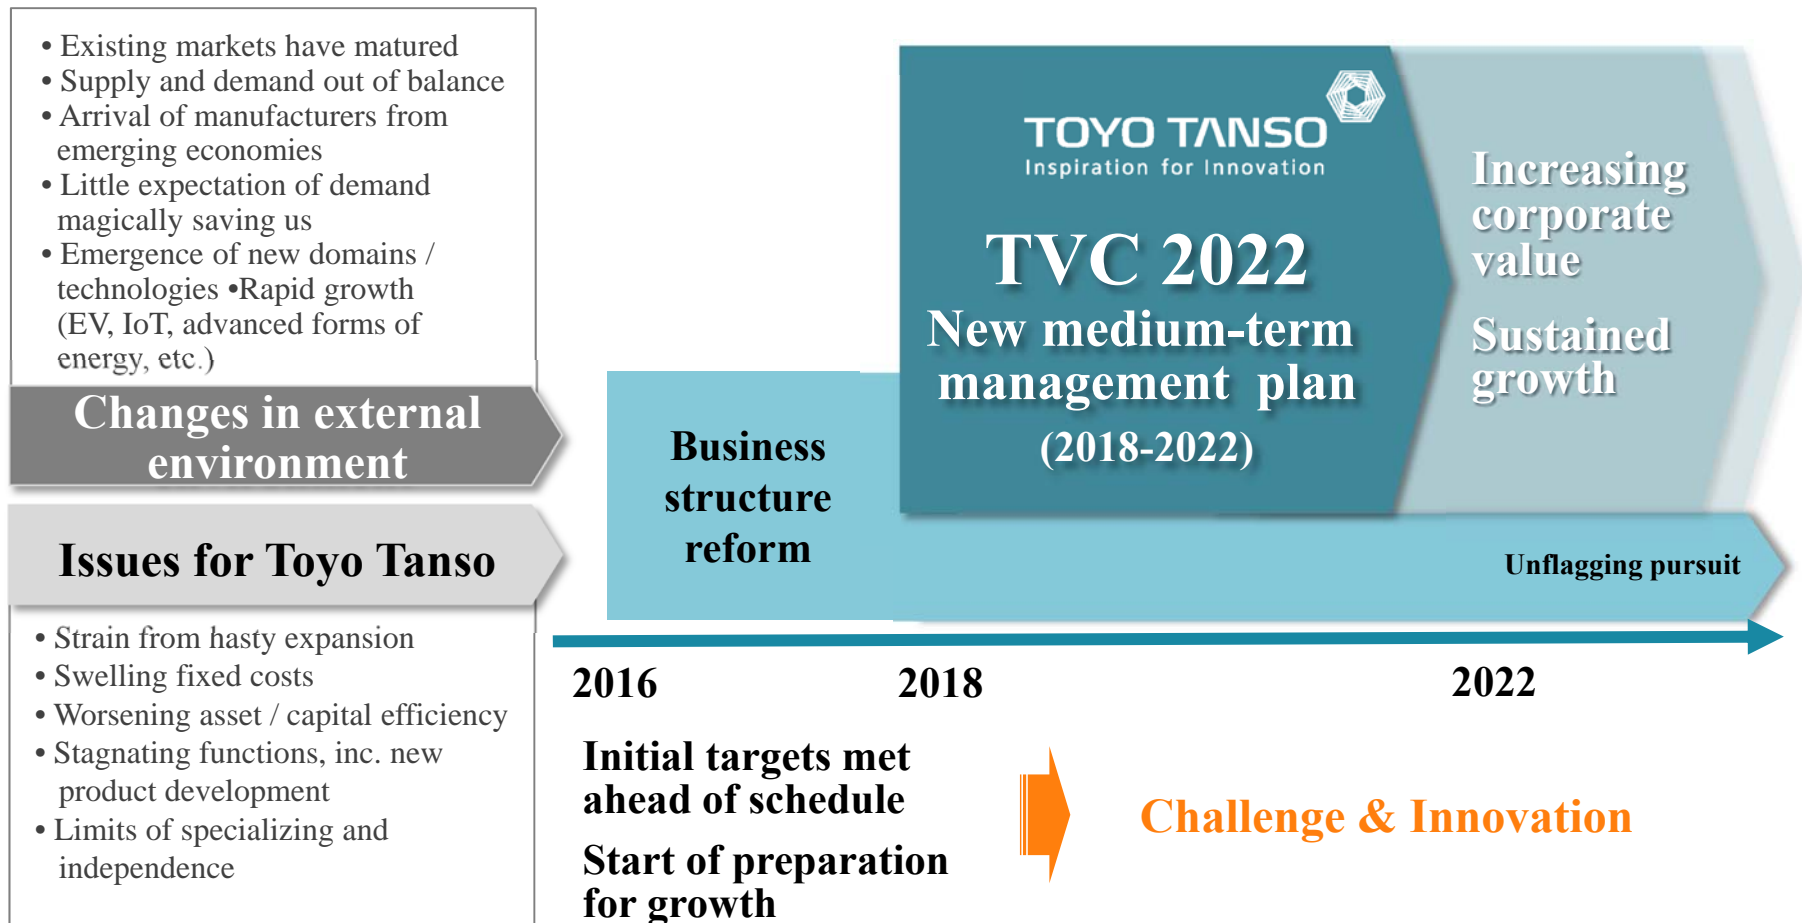 • Existing markets have matured
• Supply and demand out of balance
• Arrival of manufacturers from
emerging economies
• Little expectation of demand
magically saving us
• Emergence of new domains /
technologies •Rapid growth
(EV, IoT, advanced forms of
energy, etc.)
Changes in external
environment
Issues for Toyo Tanso
• Strain from hasty expansion
• Swelling fixed costs
• Worsening asset / capital efficiency
• Stagnating functions, inc. new
product development
• Limits of specializing and
independence
Business
structure
reform
TOYO TANSO
Inspiration for Innovation
TVC 2022
New medium-term
management plan
(2018-2022)
Increasing
corporate
value
Sustained
growth
Unflagging pursuit
2016
2018
2022
Initial targets met
ahead of schedule
Start of preparation
for growth
Challenge & Innovation